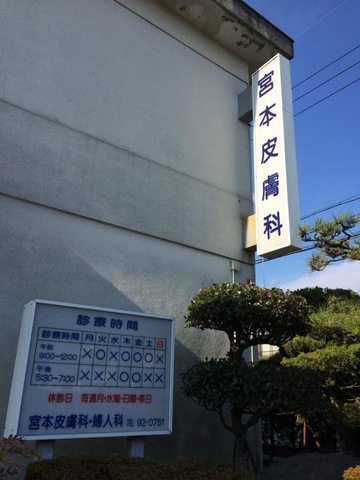 宮本皮膚科
診療時間
診療時間 月 火 水 木 金 土 日
午前
9:00~12:00 × ○ × ○ ○ ○ ×
午後
5:30~7:00 × × × ○ ○ × ×
休診日 毎週月・水曜・日曜・祭日
宮本皮膚科・婦人科 TEL 92-0751